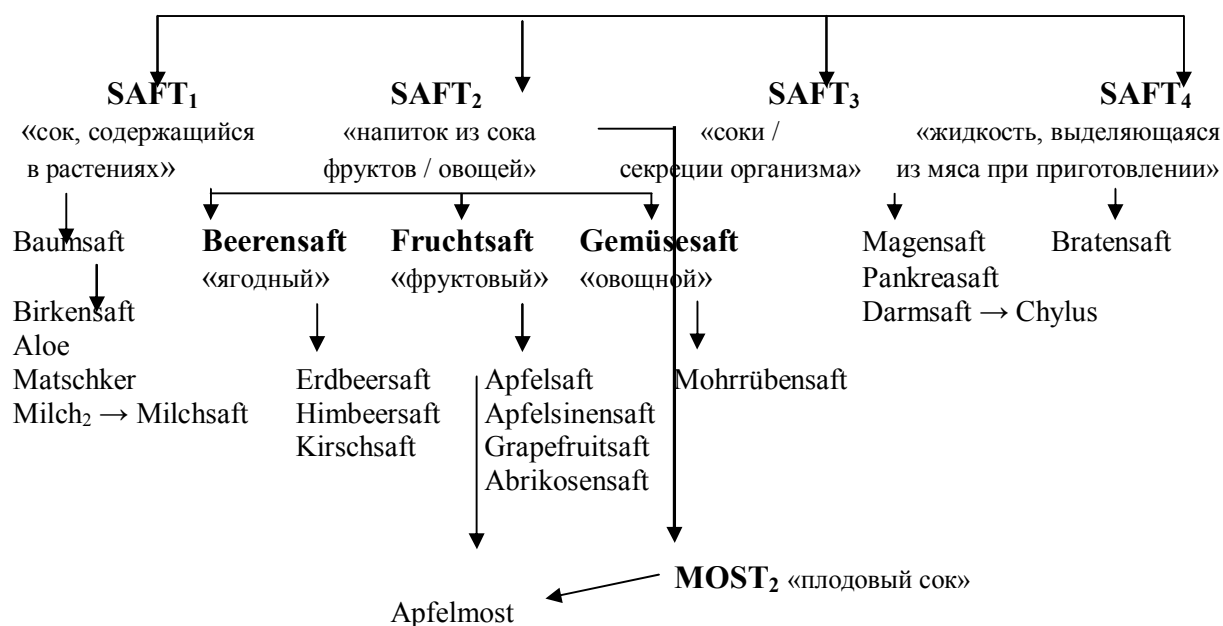 SAFT₁ SAFT₂ SAFT₃ SAFT₄
«сок, содержащийся «напиток из сока «соки / «жидкость, выделяющаяся
в растениях» фруктов / овощей» секреции организма» из мяса при приготовлении»
Baumsaft Beerensaft Fruchtsaft Gemüsesaft Magensaft Bratensaft
«ягодный» «фруктовый» «овощной» Pankreasaft
Birkensaft Darmsaft → Chylus
Aloe
Matschker Erdbeersaft Apfelsaft Mohrrübensaft
Milch₂ → Milchsaft Himbeersaft Apfelsinensaft
Kirschsaft Grapefruitsaft
Abrikosensaft
MOST₂ «плодовый сок»
Apfelmost